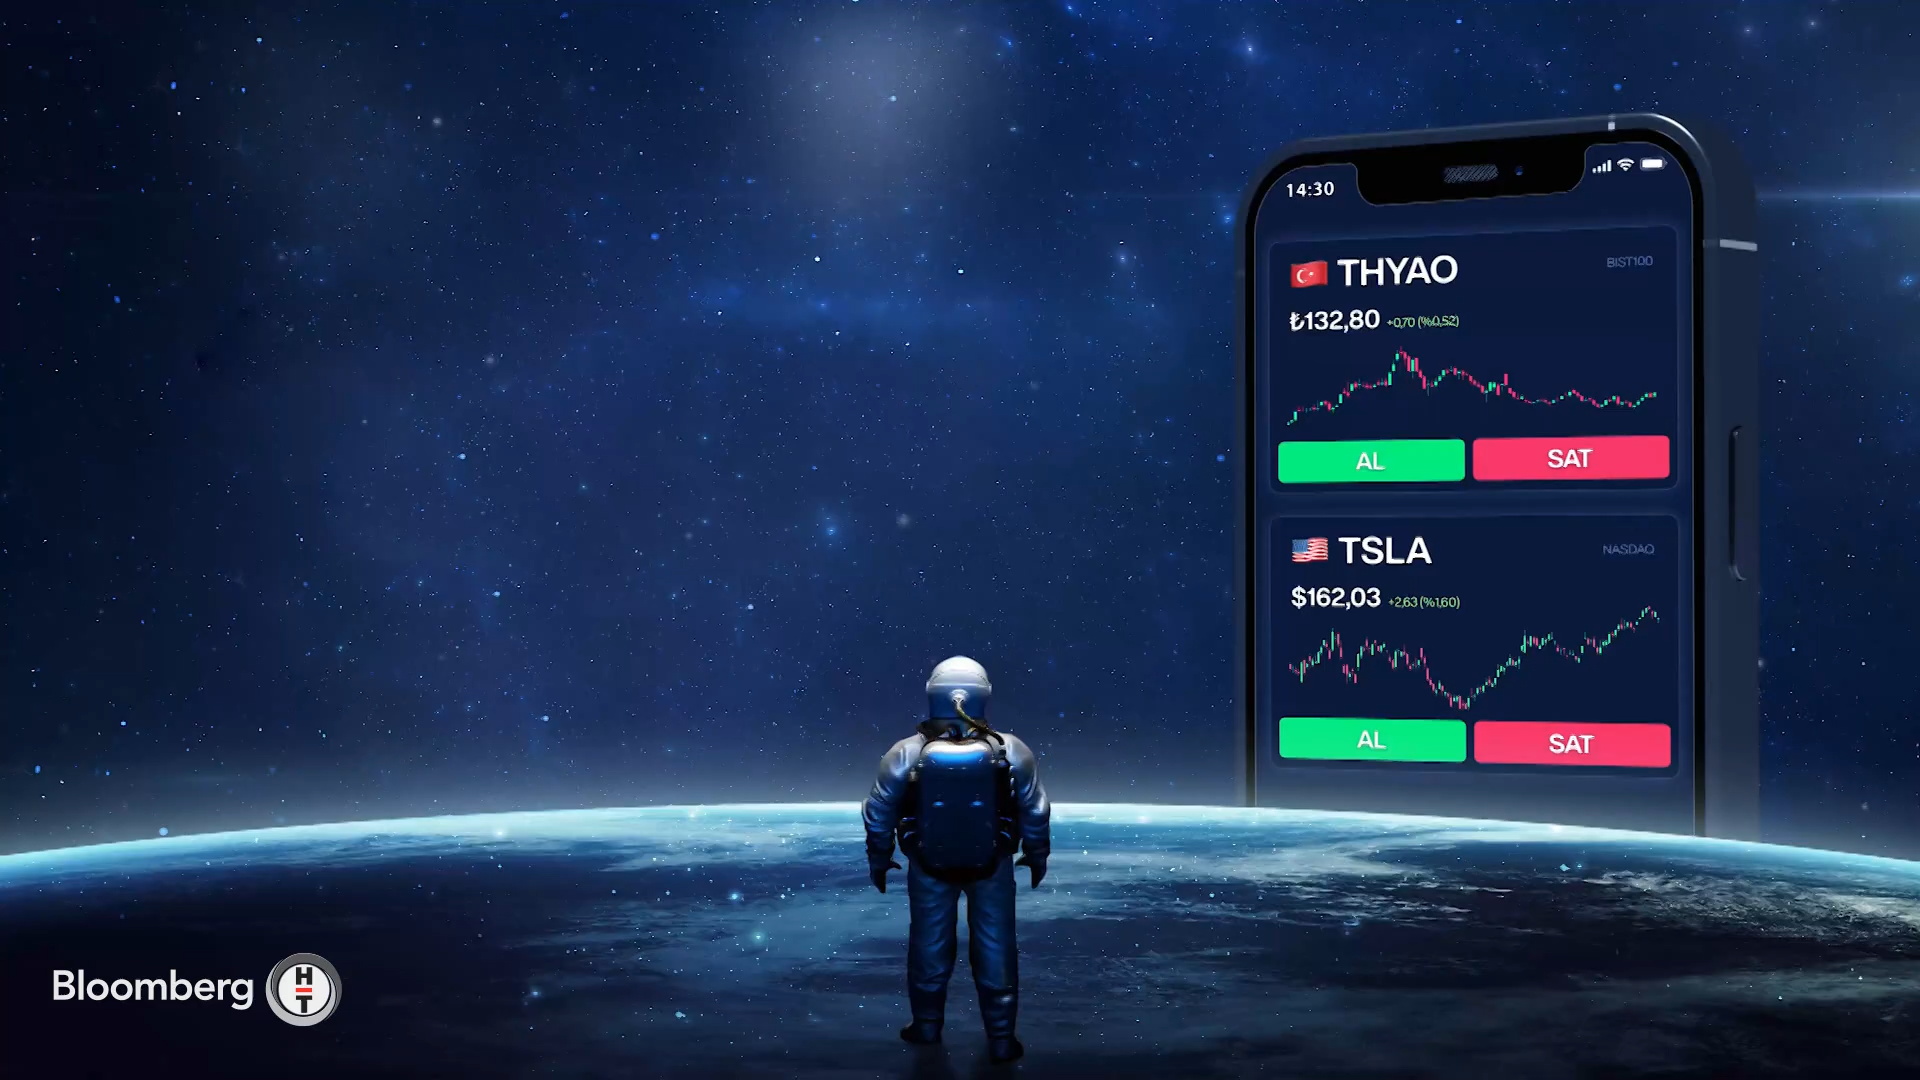 14:30
THYAO
BIST100
₺132,80 +0,70 (%0,52)
AL
SAT
TSLA
NASDAQ
$162,03 +2,63 (%1,60)
AL
SAT
Bloomberg HT